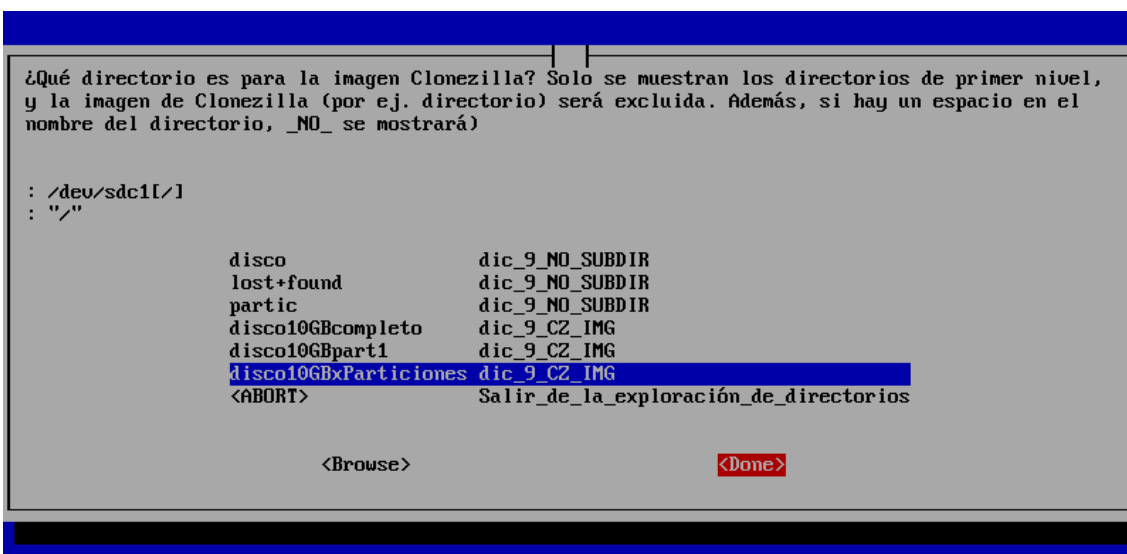 ¿Qué directorio es para la imagen Clonezilla? Solo se muestran los directorios de primer nivel,
y la imagen de Clonezilla (por ej. directorio) será excluida. Además, si hay un espacio en el
nombre del directorio, _NO_ se mostrará)
: /dev/sdc1[/]
: "/"
disco dic_9_NO_SUBDIR
lost+found dic_9_NO_SUBDIR
partic dic_9_NO_SUBDIR
disco10GBcompleto dic_9_CZ_IMG
disco10GBpart1 dic_9_CZ_IMG
disco10GBxParticiones dic_9_CZ_IMG
<ABORT> Salir_de_la_exploración_de_directorios
<Browse> <Done>